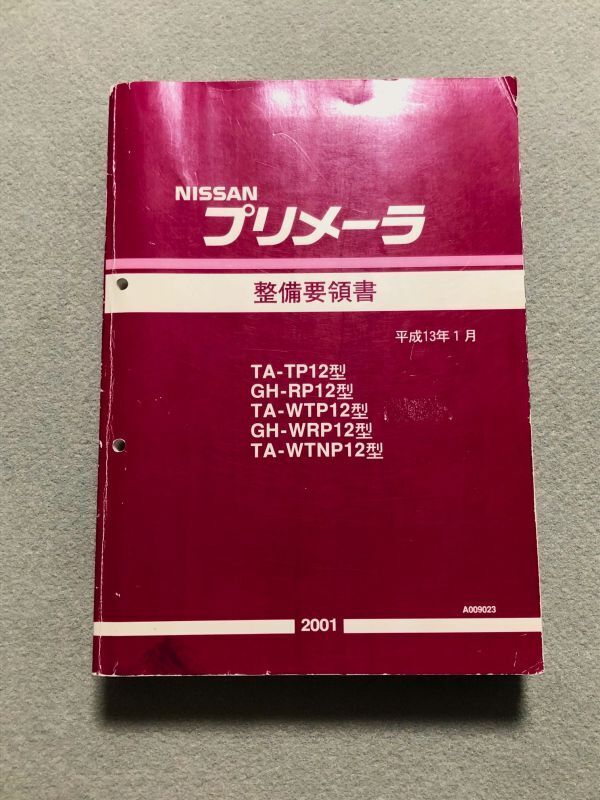 NISSAN
プリメーラ
整備要領書
平成13年1月
TA-TP12型
GH-RP12型
TA-WTP12型
GH-WRP12型
TA-WTNP12型
A009023
2001